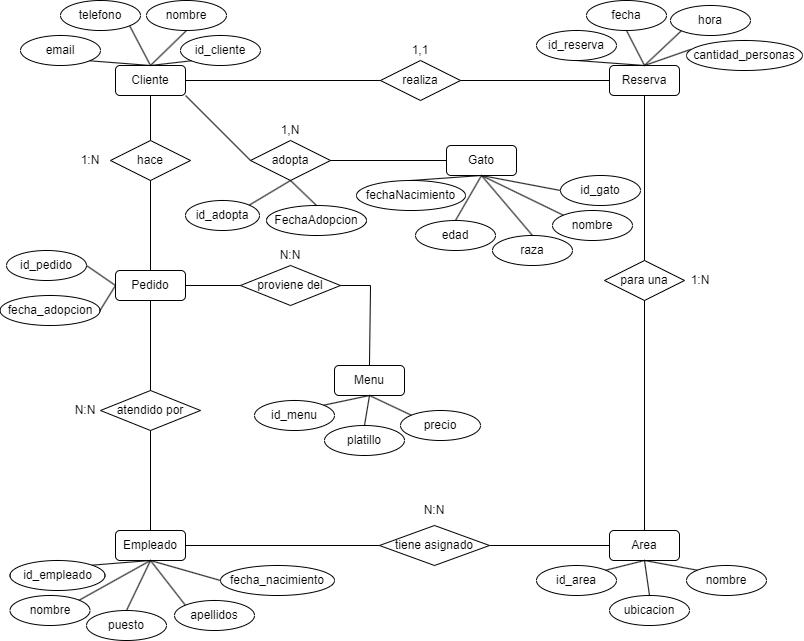 telefono
nombre
email
id_cliente
Cliente
1,1
realiza
fecha
hora
id_reserva
cantidad_personas
Reserva
1:N
hace
1,N
adopta
id_adopta
FechaAdopcion
Gato
fechaNacimiento
id_gato
nombre
edad
raza
id_pedido
fecha_adopcion
Pedido
N:N
proviene del
para una
1:N
Menu
id_menu
platillo
precio
N:N
atendido por
N:N
tiene asignado
Empleado
id_empleado
nombre
puesto
apellidos
fecha_nacimiento
Area
id_area
ubicacion
nombre